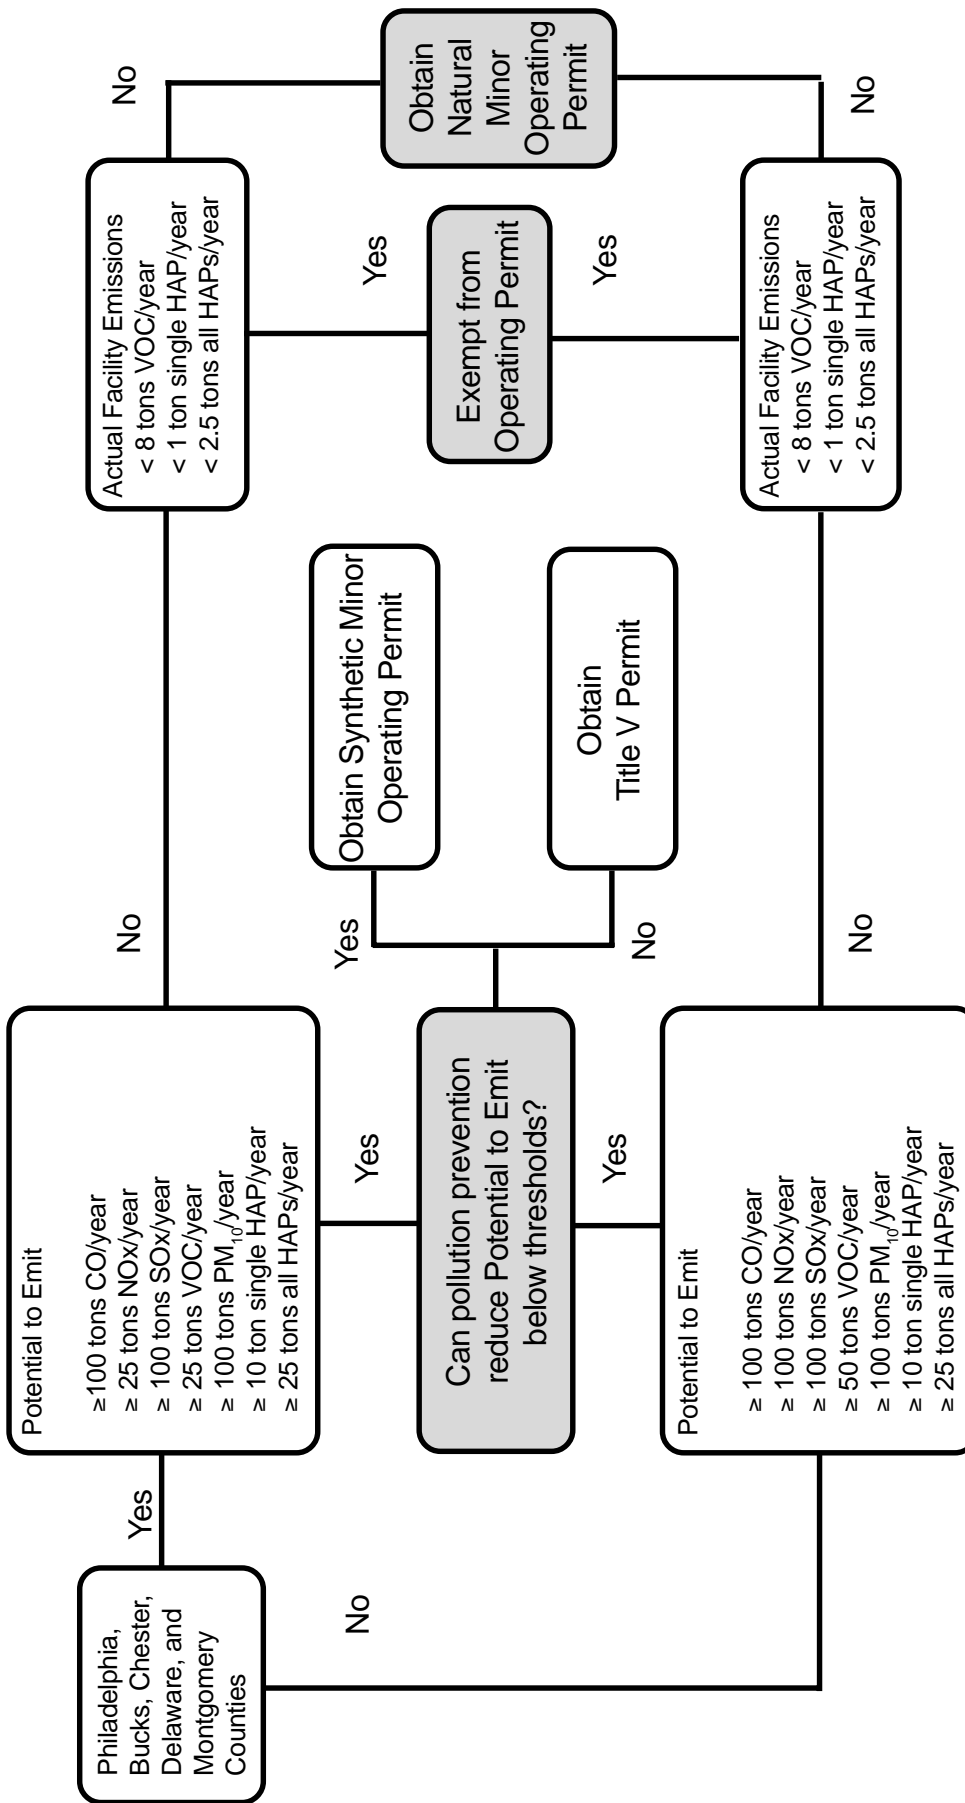 Philadelphia,
Bucks, Chester,
Delaware, and
Montgomery
Counties
Yes
No
Potential to Emit
≥100 tons CO/year
≥ 25 tons NOx/year
≥ 100 tons SOx/year
≥ 25 tons VOC/year
≥ 100 tons PM10/year
≥ 10 ton single HAP/year
≥ 25 tons all HAPs/year
Yes
No
Can pollution prevention
reduce Potential to Emit
below thresholds?
Yes
Potential to Emit
≥ 100 tons CO/year
≥ 100 tons NOx/year
≥ 100 tons SOx/year
≥ 50 tons VOC/year
≥ 100 tons PM10/year
≥ 10 ton single HAP/year
≥ 25 tons all HAPs/year
No
Yes
No
Obtain Synthetic Minor
Operating Permit
Obtain
Title V Permit
Actual Facility Emissions
< 8 tons VOC/year
< 1 ton single HAP/year
< 2.5 tons all HAPs/year
Yes
Exempt from
Operating Permit
Yes
Actual Facility Emissions
< 8 tons VOC/year
< 1 ton single HAP/year
< 2.5 tons all HAPs/year
No
Obtain
Natural
Minor
Operating
Permit
No